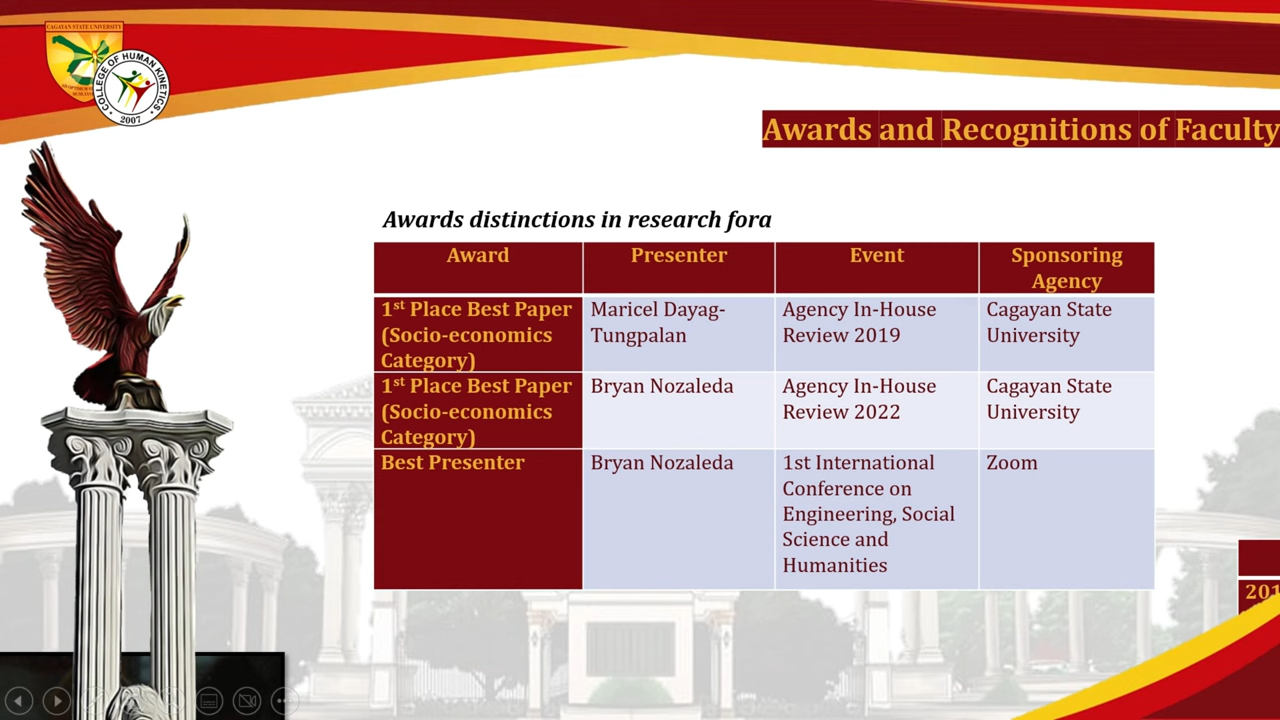 CAGAYAN STATE UNIVERSITY
COLLEGE OF HUMAN KINETICS
2007
Awards and Recognitions of Faculty
Awards distinctions in research fora
Award
Presenter
Event
Sponsoring
Agency
1st Place Best Paper
(Socio-economics
Category)
Maricel Dayag-
Tungpalan
Agency In-House
Review 2019
Cagayan State
University
1st Place Best Paper
(Socio-economics
Category)
Bryan Nozaleda
Agency In-House
Review 2022
Cagayan State
University
Best Presenter
Bryan Nozaleda
1st International
Conference on
Engineering, Social
Science and
Humanities
Zoom
201